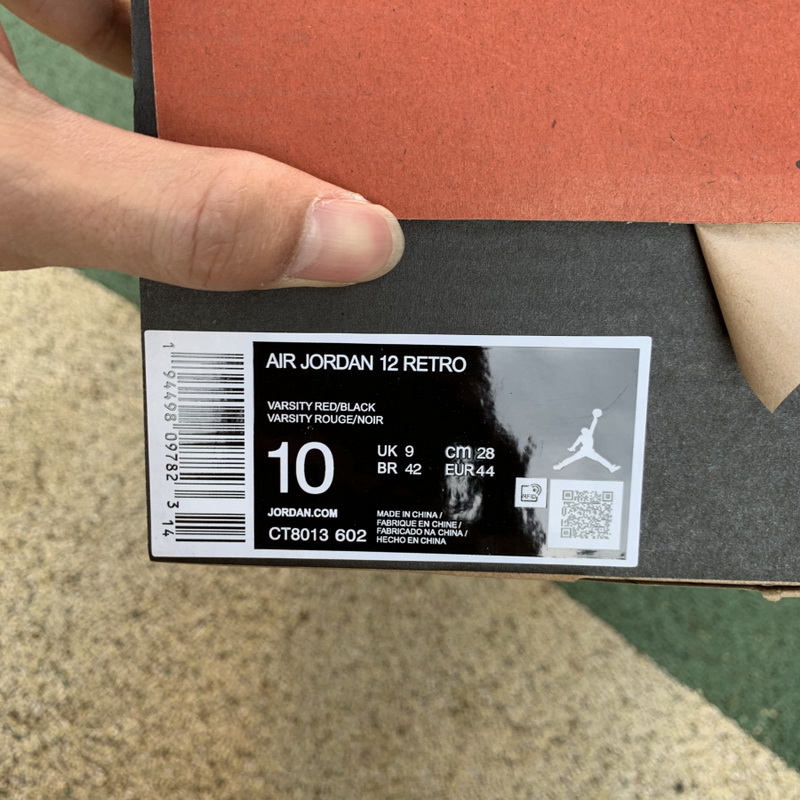 AIR JORDAN 12 RETRO
VARSITY RED/BLACK
VARSITY ROUGE/NOIR
10
UK 9 cm 28
BR 42 EUR 44
JORDAN.COM
CT8013 602
MADE IN CHINA /
FABRIQUE EN CHINE /
FABRICADO NA CHINA /
HECHO EN CHINA
RFID
1 94498 09782 3 14